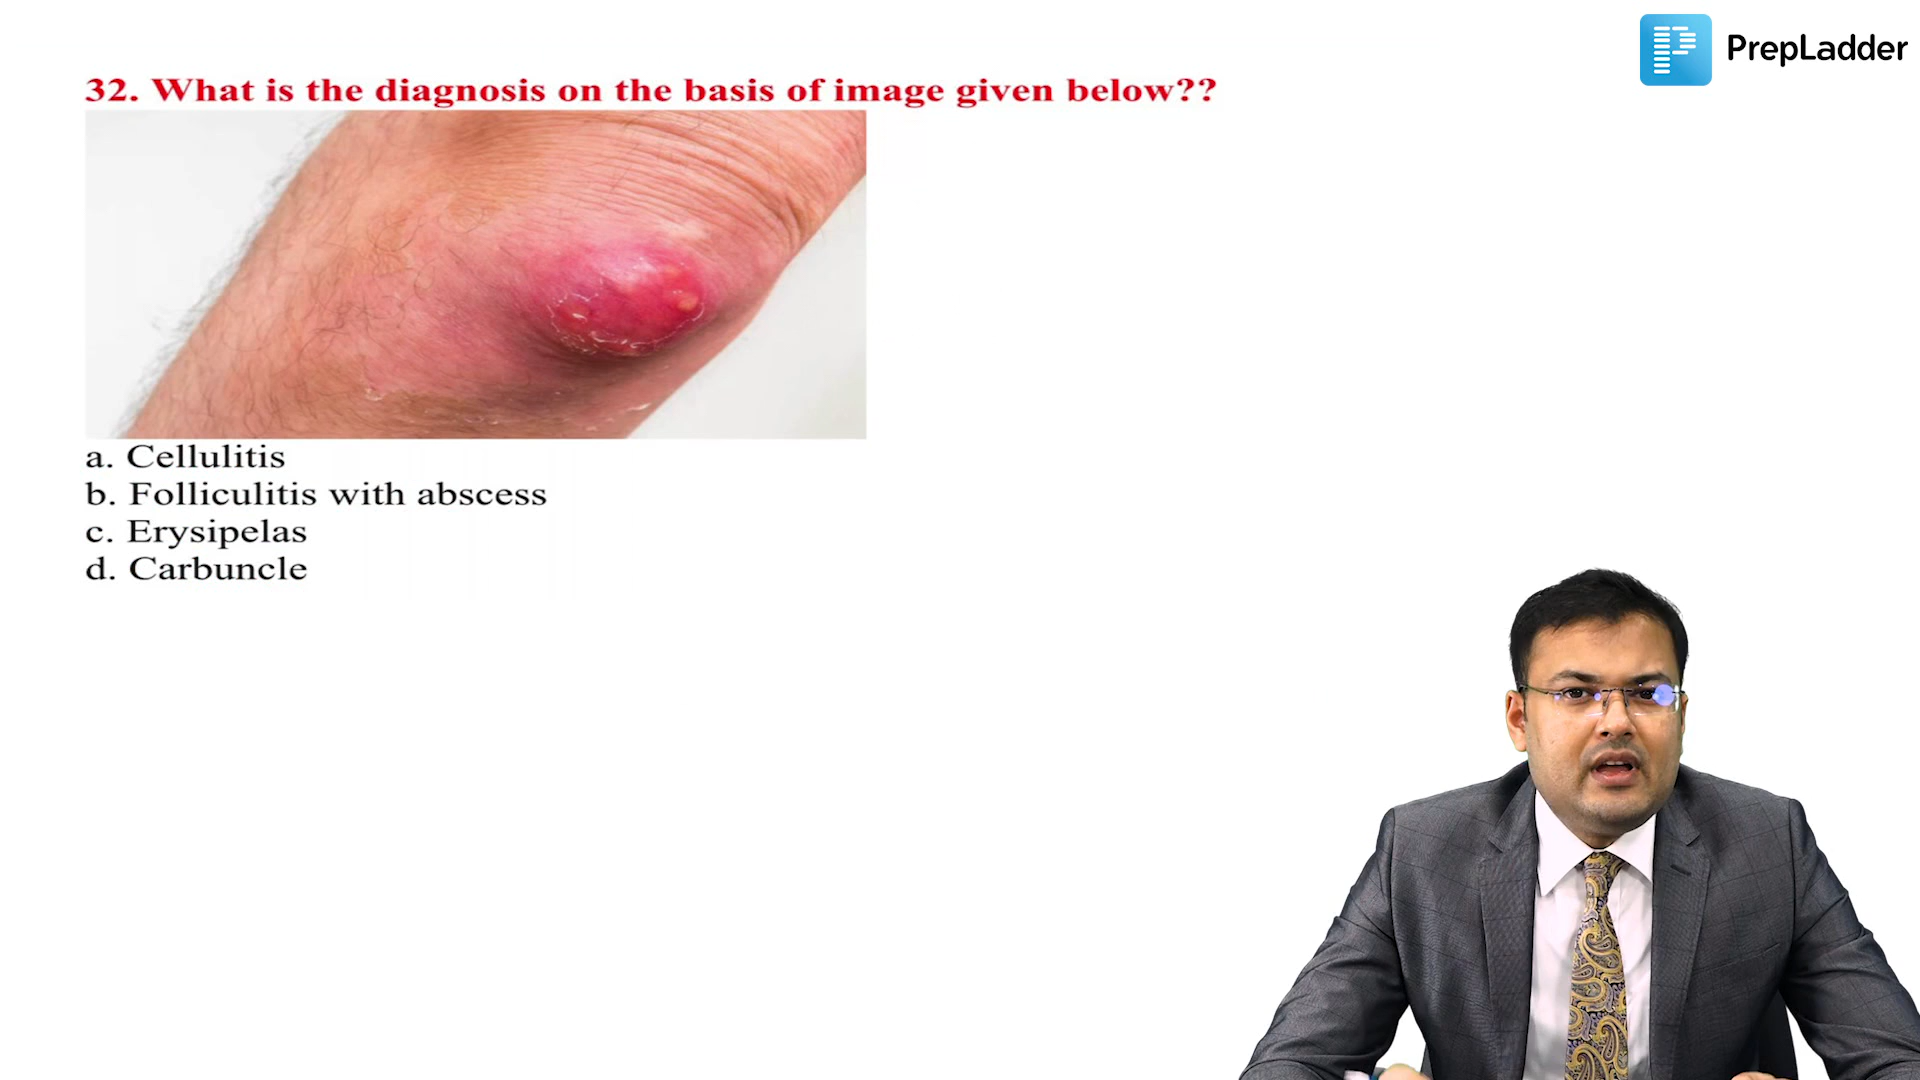 PrepLadder
32. What is the diagnosis on the basis of image given below??
a. Cellulitis
b. Folliculitis with abscess
c. Erysipelas
d. Carbuncle